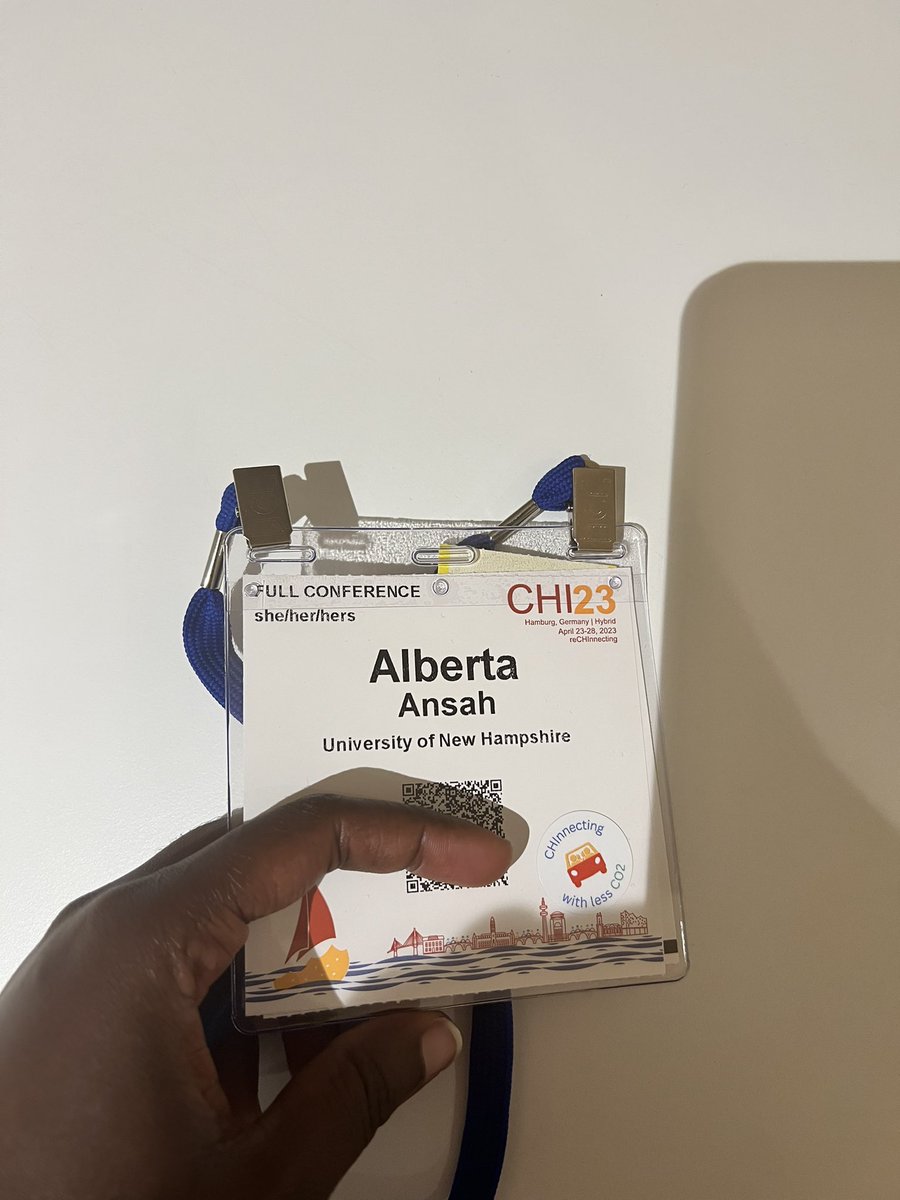 FULL CONFERENCE
she/her/hers
CHI23
Hamburg, Germany | Hybrid
April 23-28, 2023
reCHInnecting
Alberta
Ansah
University of New Hampshire
CHInnecting
with less CO2